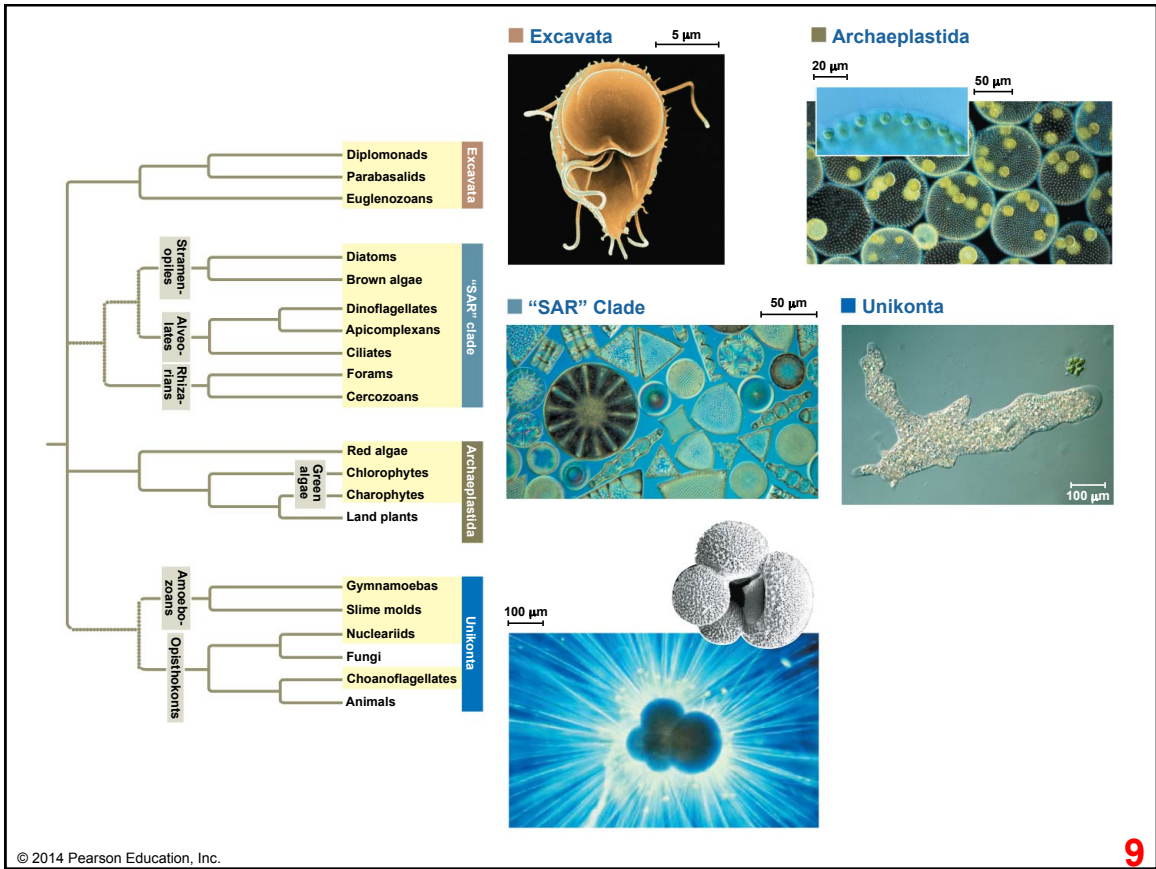 Diplomonads
Parabasalids
Euglenozoans
Excavata
Stramen-
opiles
Diatoms
Brown algae
Alveo-
lates
Dinoflagellates
Apicomplexans
Ciliates
Rhiza-
rians
Forams
Cercozoans
“SAR” clade
Red algae
Green
algae
Chlorophytes
Charophytes
Land plants
Archaeplastida
Amoebo-
zoans
Gymnamoebas
Slime molds
Opisthokonts
Nucleariids
Fungi
Choanoflagellates
Animals
Unikonta
Excavata
5 μm
Archaeplastida
20 μm
50 μm
“SAR” Clade
50 μm
Unikonta
100 μm
100 μm
© 2014 Pearson Education, Inc.
9